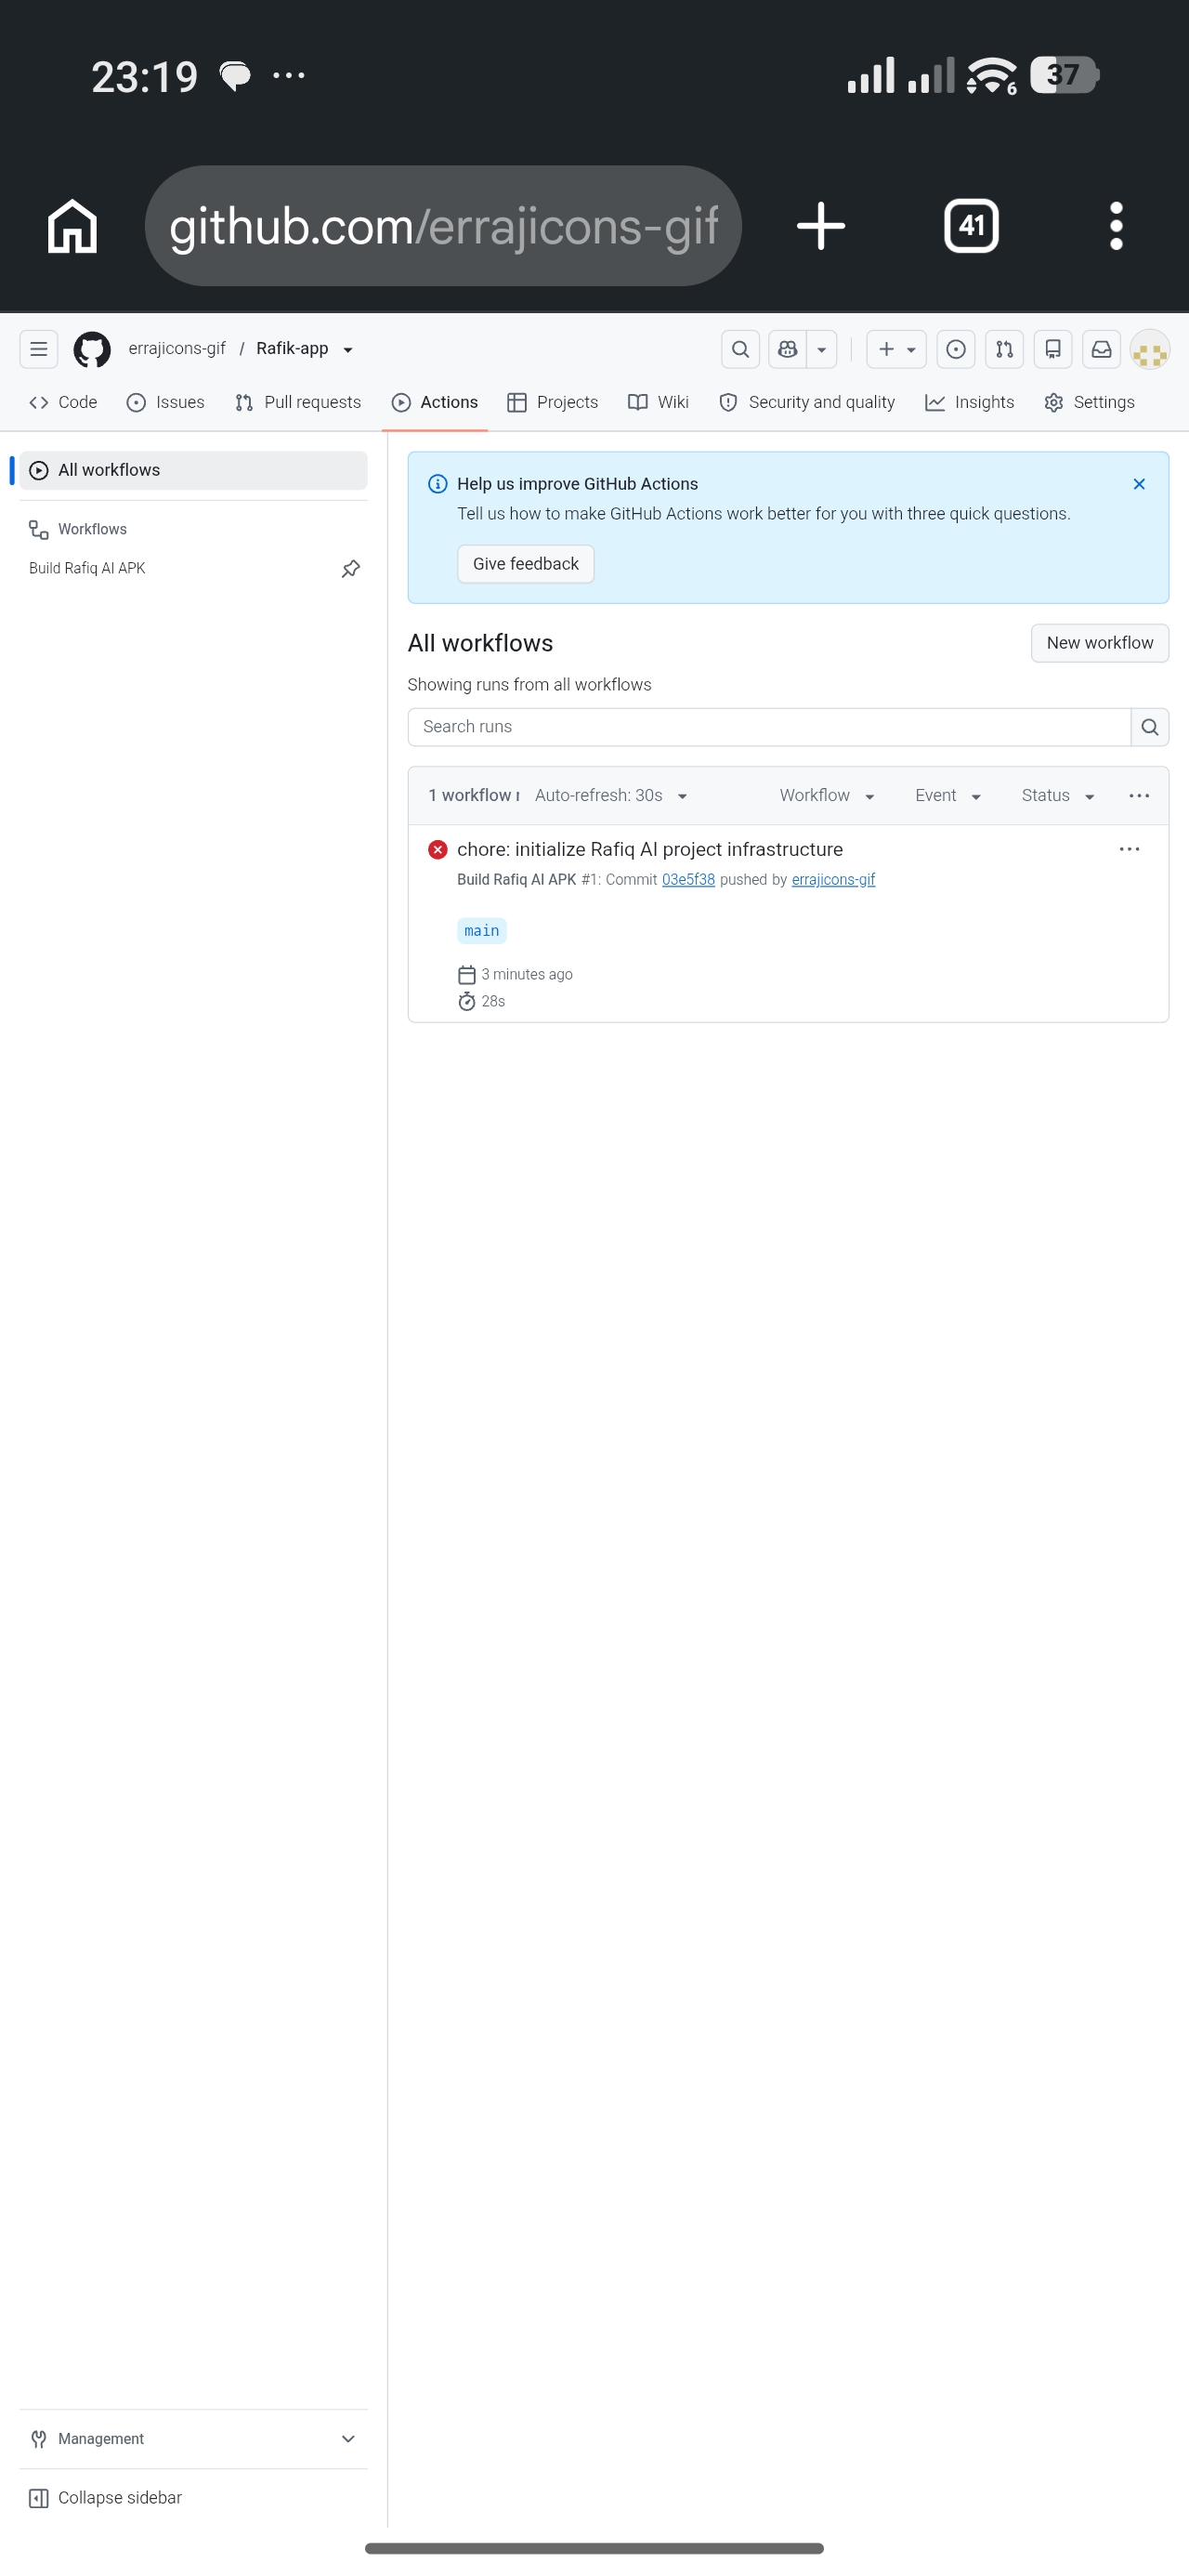 23:19
6
37
github.com/errajicons-gif
41
errajicons-gif / Rafik-app
Code Issues Pull requests Actions Projects Wiki Security and quality Insights Settings
All workflows
Workflows
Build Rafiq AI APK
Help us improve GitHub Actions
Tell us how to make GitHub Actions work better for you with three quick questions.
Give feedback
All workflows
New workflow
Showing runs from all workflows
Search runs
1 workflow Auto-refresh: 30s Workflow Event Status
chore: initialize Rafiq AI project infrastructure
Build Rafiq AI APK #1: Commit 03e5f38 pushed by errajicons-gif
main
3 minutes ago
28s
Management
Collapse sidebar